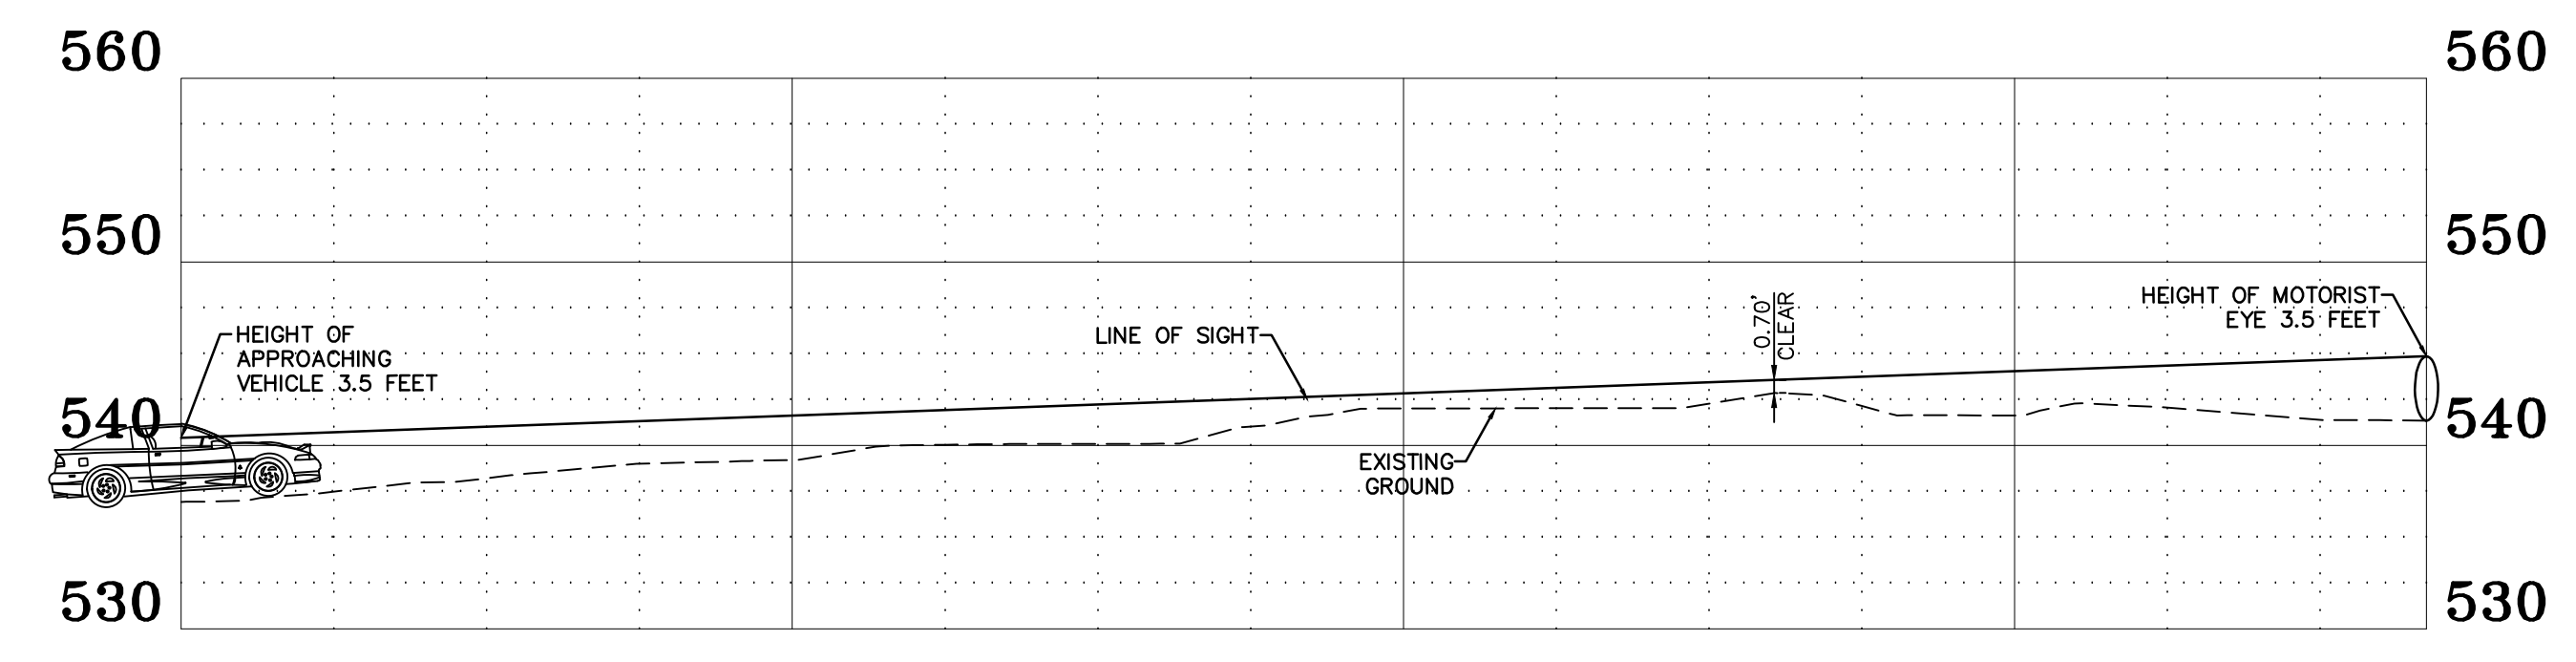 560
560
550
550
HEIGHT OF MOTORIST
EYE 3.5 FEET
0.70'
CLEAR
HEIGHT OF
APPROACHING
VEHICLE 3.5 FEET
LINE OF SIGHT
540
540
EXISTING
GROUND
530
530